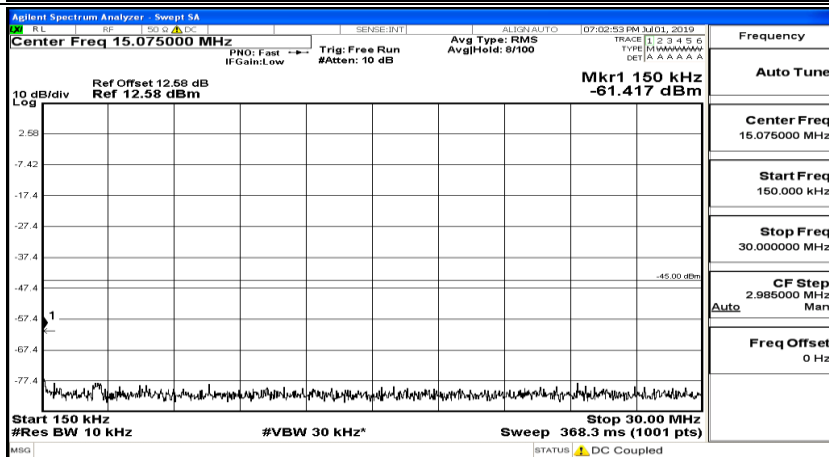 Agilent Spectrum Analyzer - Swept SA
LXI RL RF 50 Ω DC SENSE:INT ALIGN AUTO 07:02:53 PM Jul 01, 2019
Center Freq 15.075000 MHz
PNO: Fast
IFGain:Low
Trig: Free Run
#Atten: 10 dB
Avg Type: RMS
Avg|Hold: 8/100
TRACE 1 2 3 4 5 6
TYPE M WWWWW
DET A A A A A A
Mkr1 150 kHz
-61.417 dBm
Ref Offset 12.58 dB
10 dB/div Ref 12.58 dBm
Log
2.58
-7.42
-17.4
-27.4
-37.4
-45.00 dBm
-47.4
-57.4
1
-67.4
-77.4
Start 150 kHz Stop 30.00 MHz
#Res BW 10 kHz #VBW 30 kHz* Sweep 368.3 ms (1001 pts)
MSG STATUS DC Coupled
Frequency
Auto Tune
Center Freq
15.075000 MHz
Start Freq
150.000 kHz
Stop Freq
30.000000 MHz
CF Step
2.985000 MHz
Auto Man
Freq Offset
0 Hz